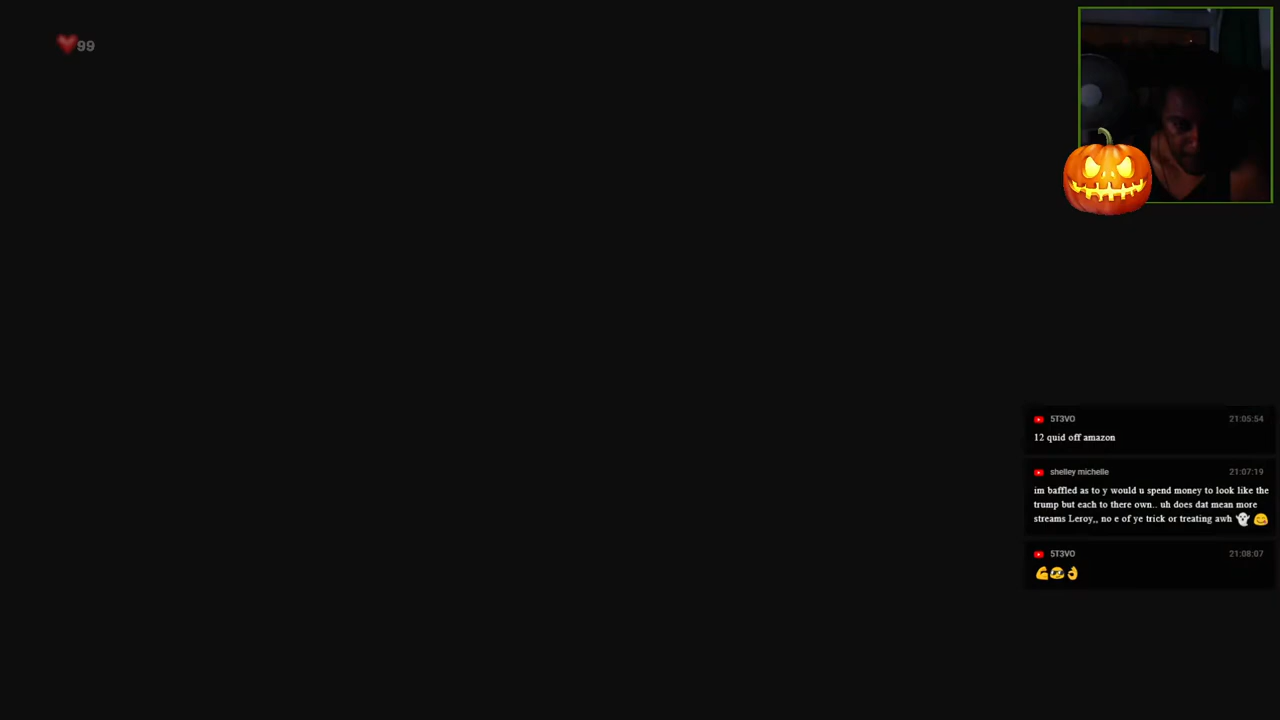 99
5T3VO 21:05:54
12 quid off amazon
shelley michelle 21:07:19
im baffled as to y would u spend money to look like the
trump but each to there own.. uh does dat mean more
streams Leroy,, no e of ye trick or treating awh 👻 😋
5T3VO 21:08:07